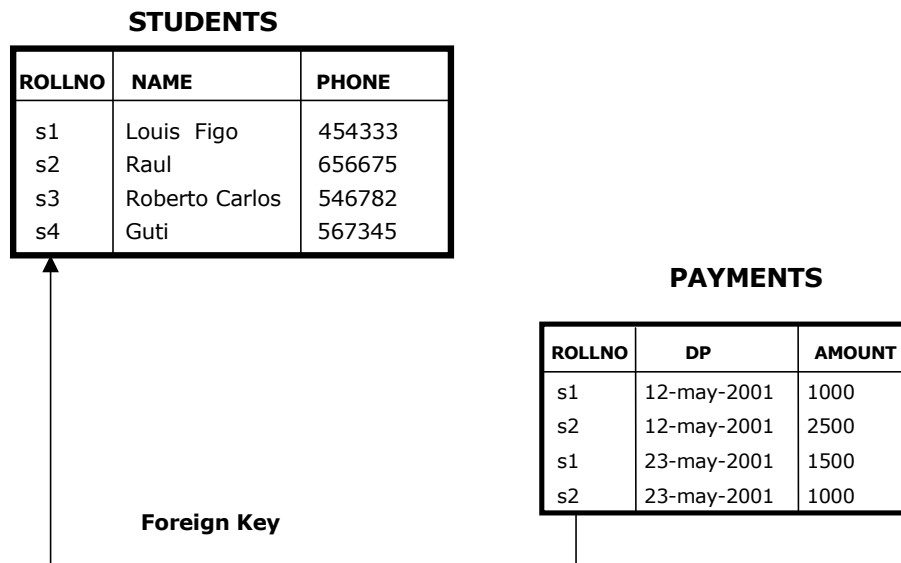 STUDENTS
ROLLNO NAME PHONE
s1 Louis Figo 454333
s2 Raul 656675
s3 Roberto Carlos 546782
s4 Guti 567345
PAYMENTS
ROLLNO DP AMOUNT
s1 12-may-2001 1000
s2 12-may-2001 2500
s1 23-may-2001 1500
s2 23-may-2001 1000
Foreign Key